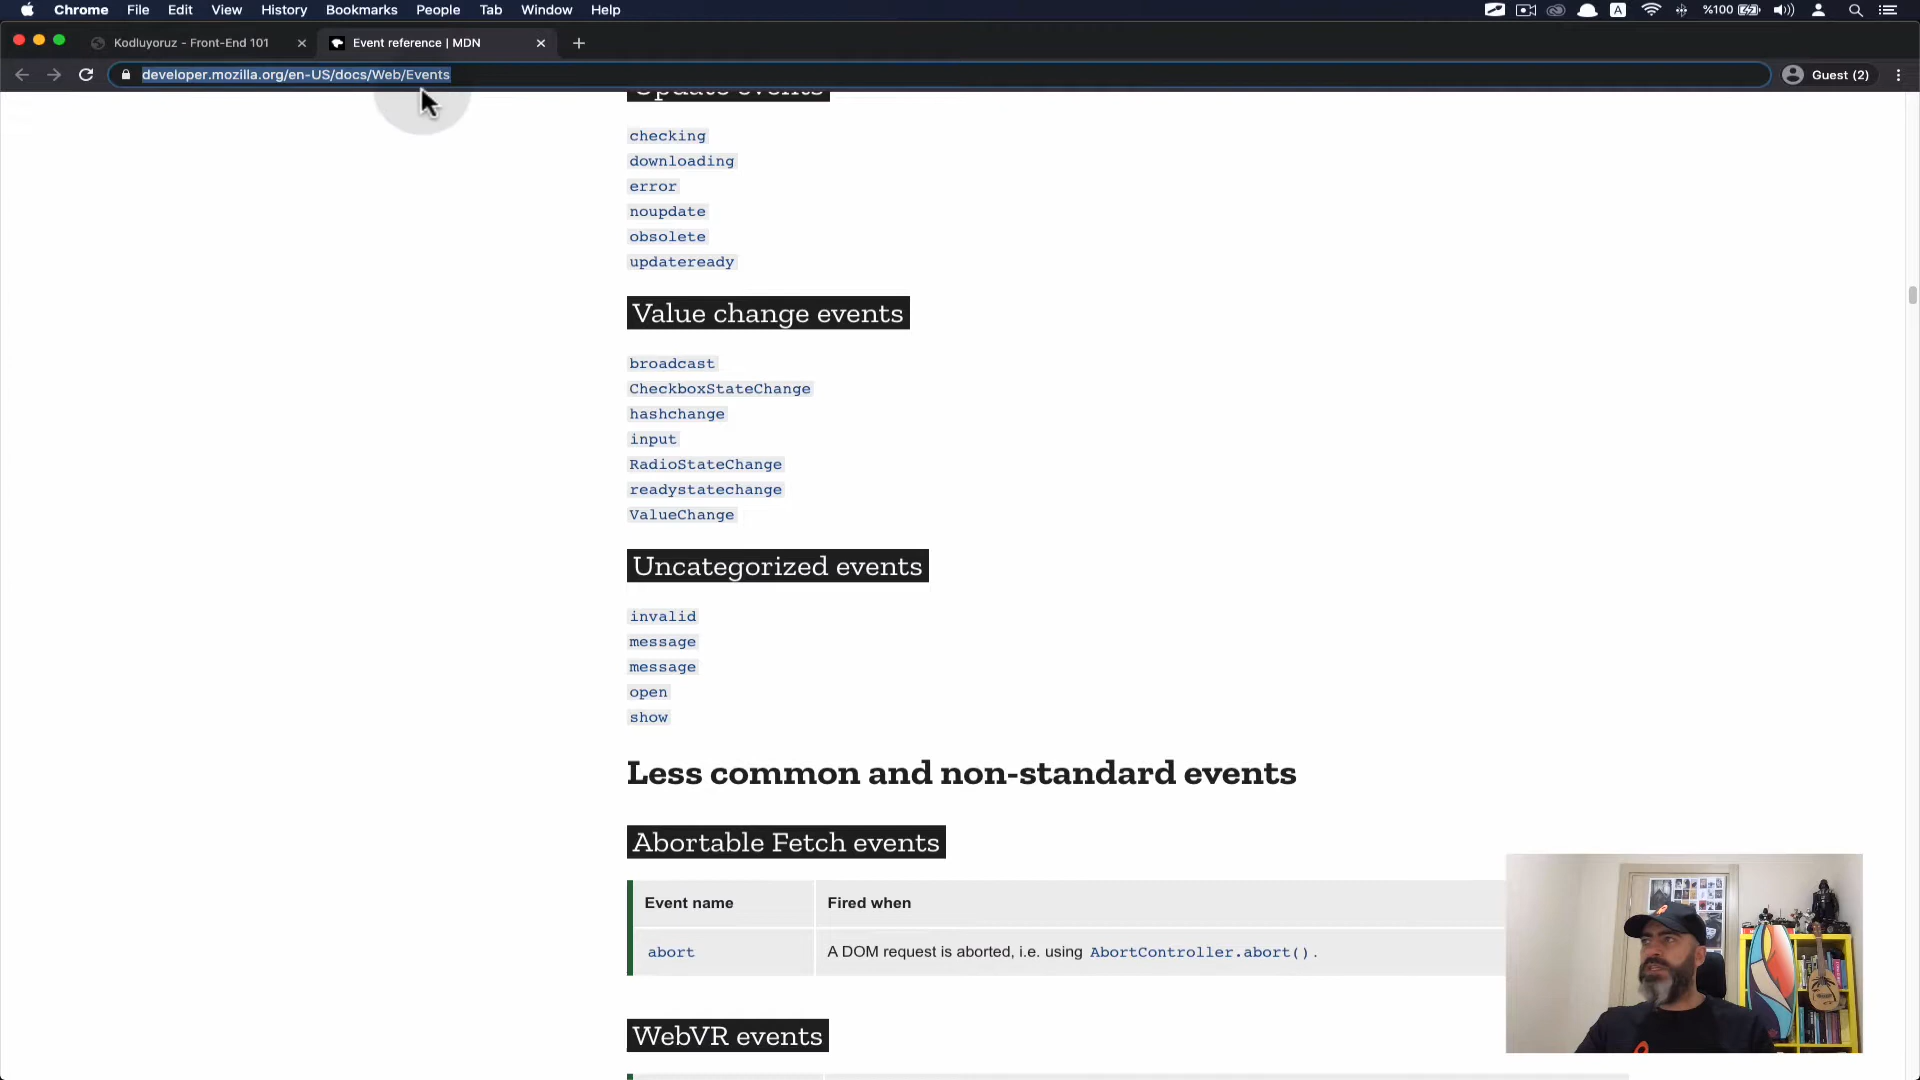 Chrome File Edit View History Bookmarks People Tab Window Help
A %100
Kodluyoruz - Front-End 101
Event reference | MDN
developer.mozilla.org/en-US/docs/Web/Events
Guest (2)
Update events
checking
downloading
error
noupdate
obsolete
updateready
Value change events
broadcast
CheckboxStateChange
hashchange
input
RadioStateChange
readystatechange
ValueChange
Uncategorized events
invalid
message
message
open
show
Less common and non-standard events
Abortable Fetch events
Event name Fired when
abort A DOM request is aborted, i.e. using AbortController.abort().
WebVR events